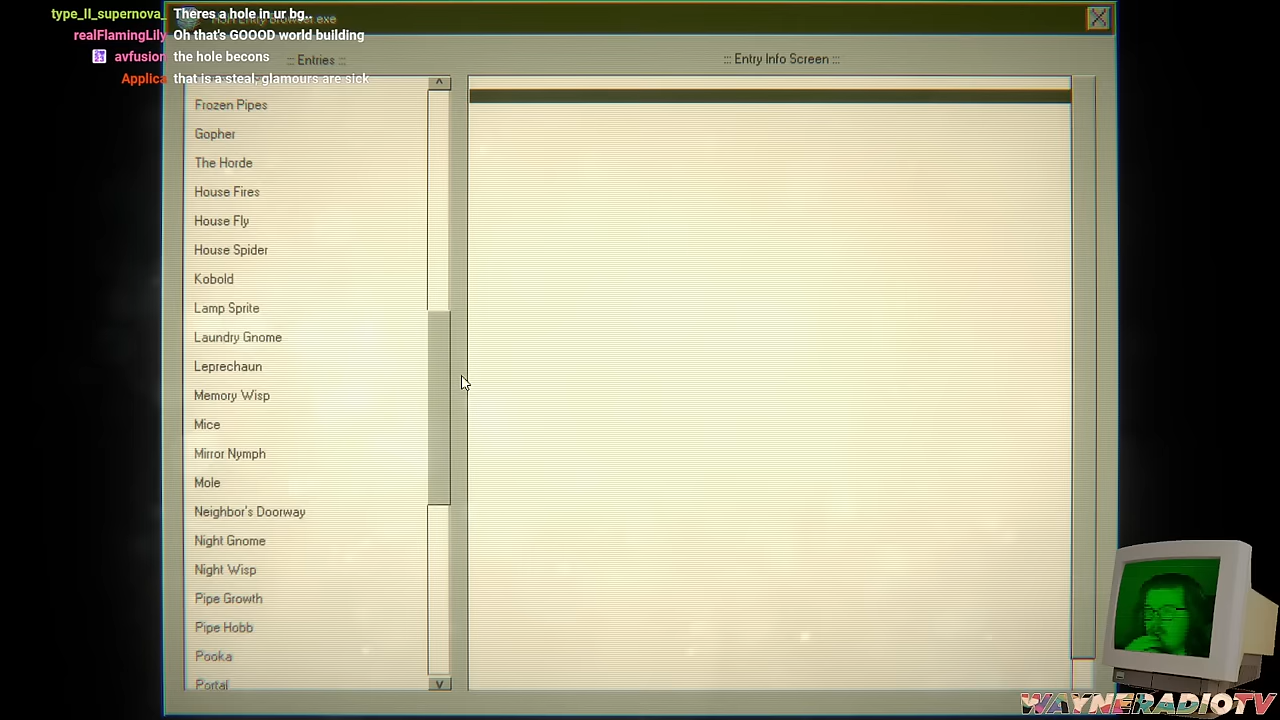 type_II_supernova_ Theres a hole in ur bg..
realFlamingLily Oh that's GOOOD world building
avfusion the hole becons
Applica that is a steal; glamours are sick
::: Entries :::
::: Entry Info Screen :::
Frozen Pipes
Gopher
The Horde
House Fires
House Fly
House Spider
Kobold
Lamp Sprite
Laundry Gnome
Leprechaun
Memory Wisp
Mice
Mirror Nymph
Mole
Neighbor's Doorway
Night Gnome
Night Wisp
Pipe Growth
Pipe Hobb
Pooka
Portal
WAYNERADIOTV